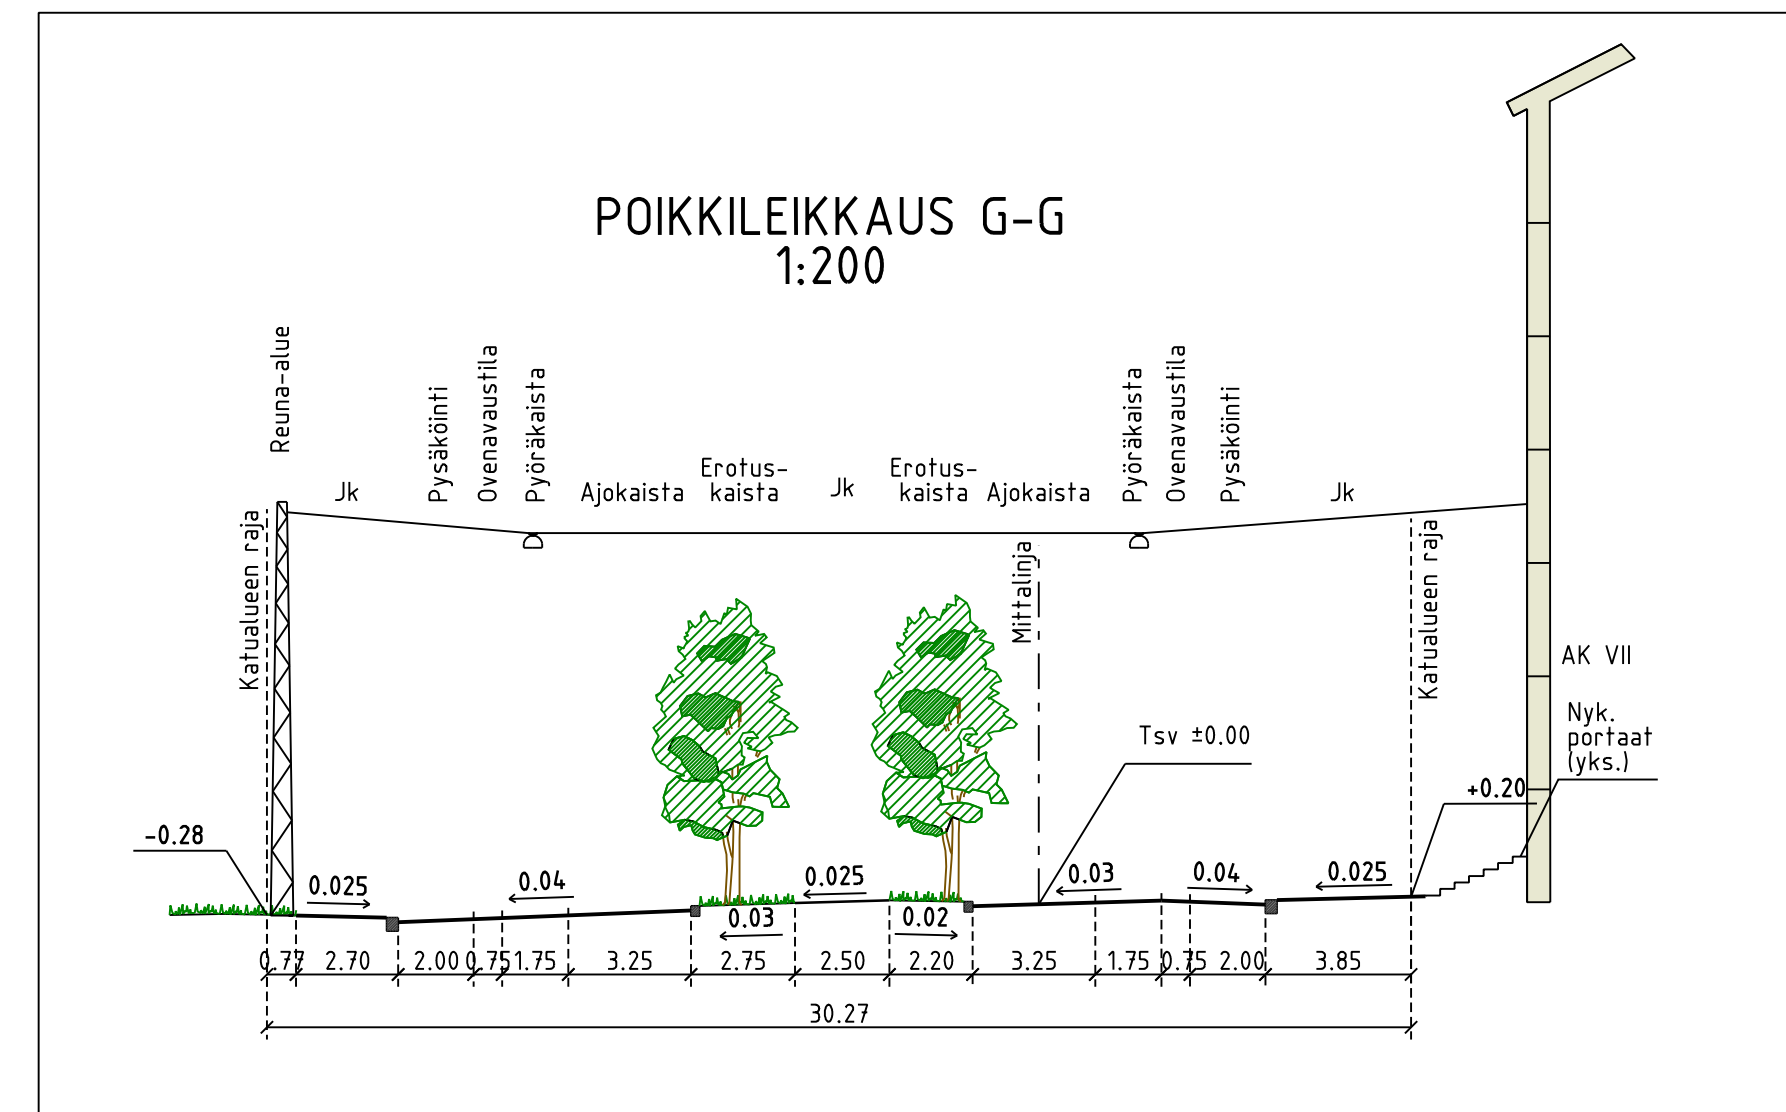 POIKKILEIKKAUS G-G
1:200
Reuna-alue
Jk
Pysäköinti
Ovenavaustila
Pyöräkaista
Ajokaista
Erotus-
kaista
Jk
Erotus-
kaista
Ajokaista
Pyöräkaista
Ovenavaustila
Pysäköinti
Jk
Katualueen raja
Mittalinja
Katualueen raja
AK VII
Nyk.
portaat
(yks.)
Tsv ±0.00
+0.20
-0.28
0.025
0.04
0.03
0.025
0.02
0.03
0.04
0.025
0.77
2.70
2.00
0.75
1.75
3.25
2.75
2.50
2.20
3.25
1.75
0.75
2.00
3.85
30.27